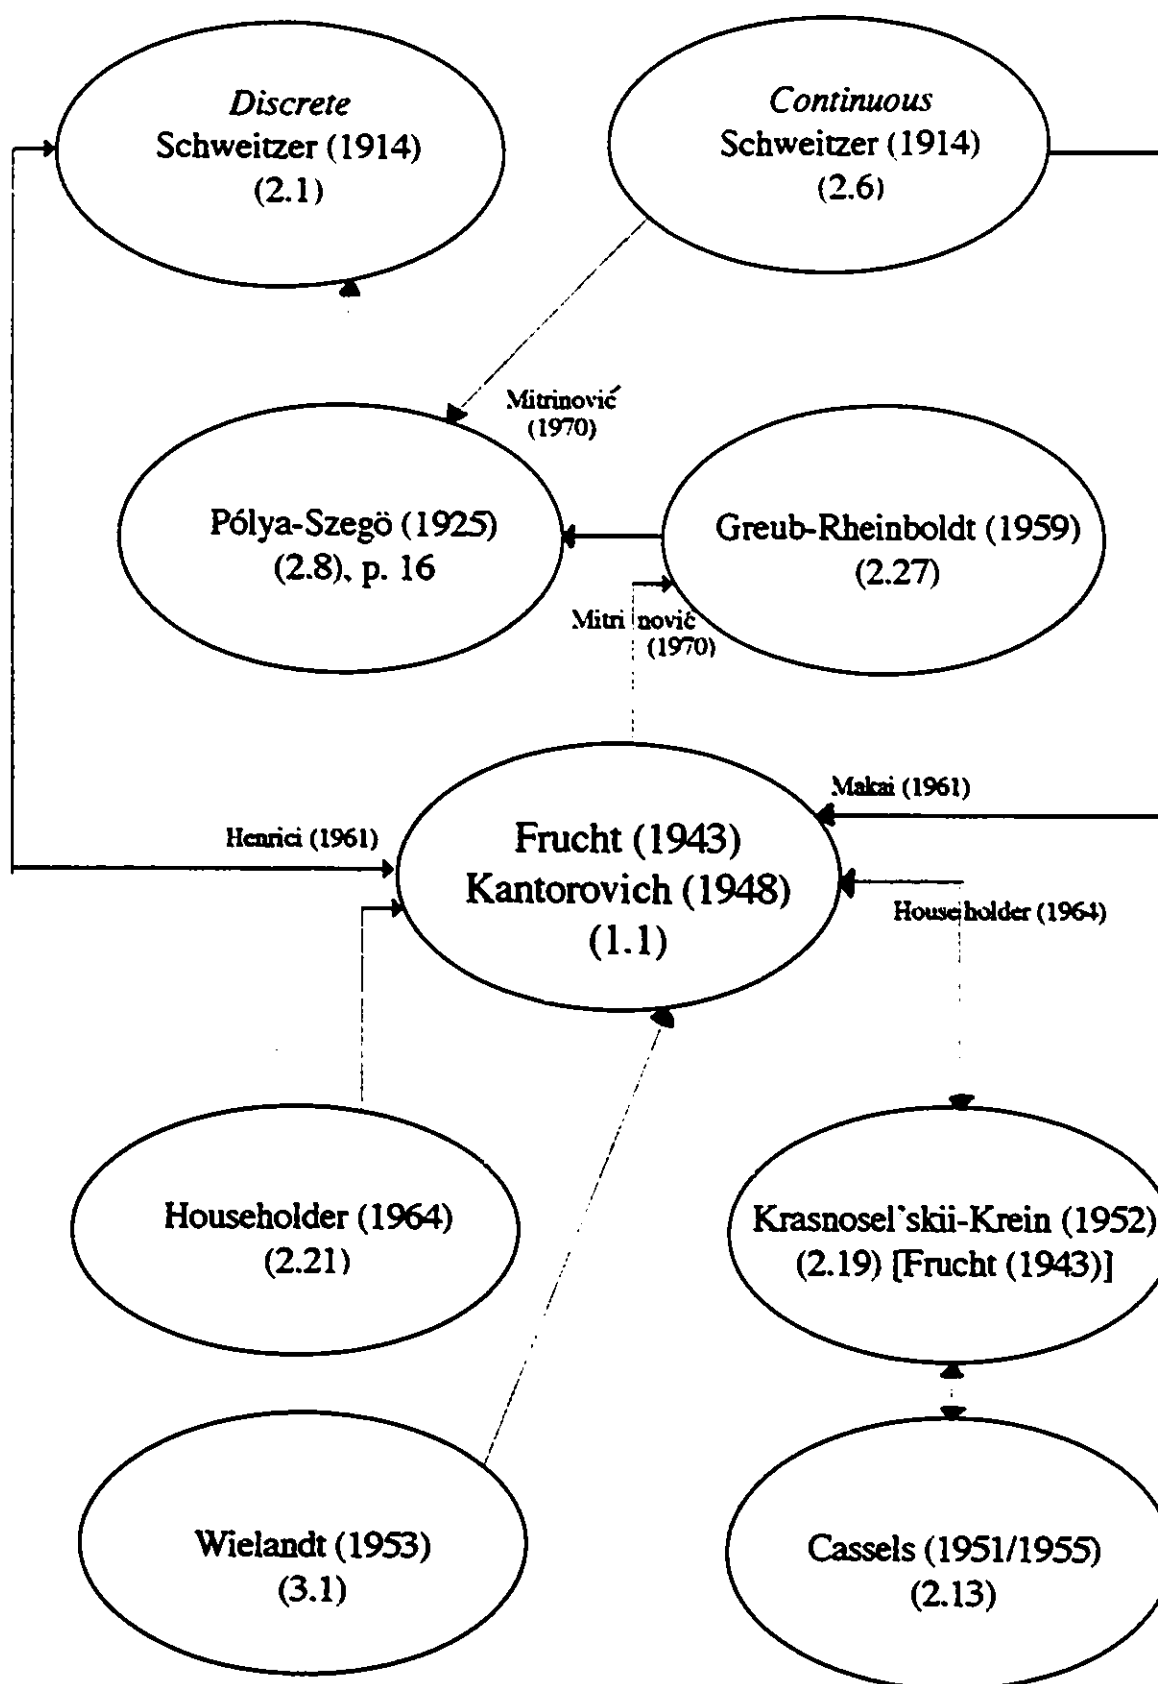 Discrete
Schweitzer (1914)
(2.1)
Continuous
Schweitzer (1914)
(2.6)
Mitrinović
(1970)
Pólya-Szegö (1925)
(2.8), p. 16
Greub-Rheinboldt (1959)
(2.27)
Mitrinović
(1970)
Makai (1961)
Henrici (1961)
Frucht (1943)
Kantorovich (1948)
(1.1)
Householder (1964)
Householder (1964)
(2.21)
Krasnosel'skii-Krein (1952)
(2.19) [Frucht (1943)]
Wielandt (1953)
(3.1)
Cassels (1951/1955)
(2.13)